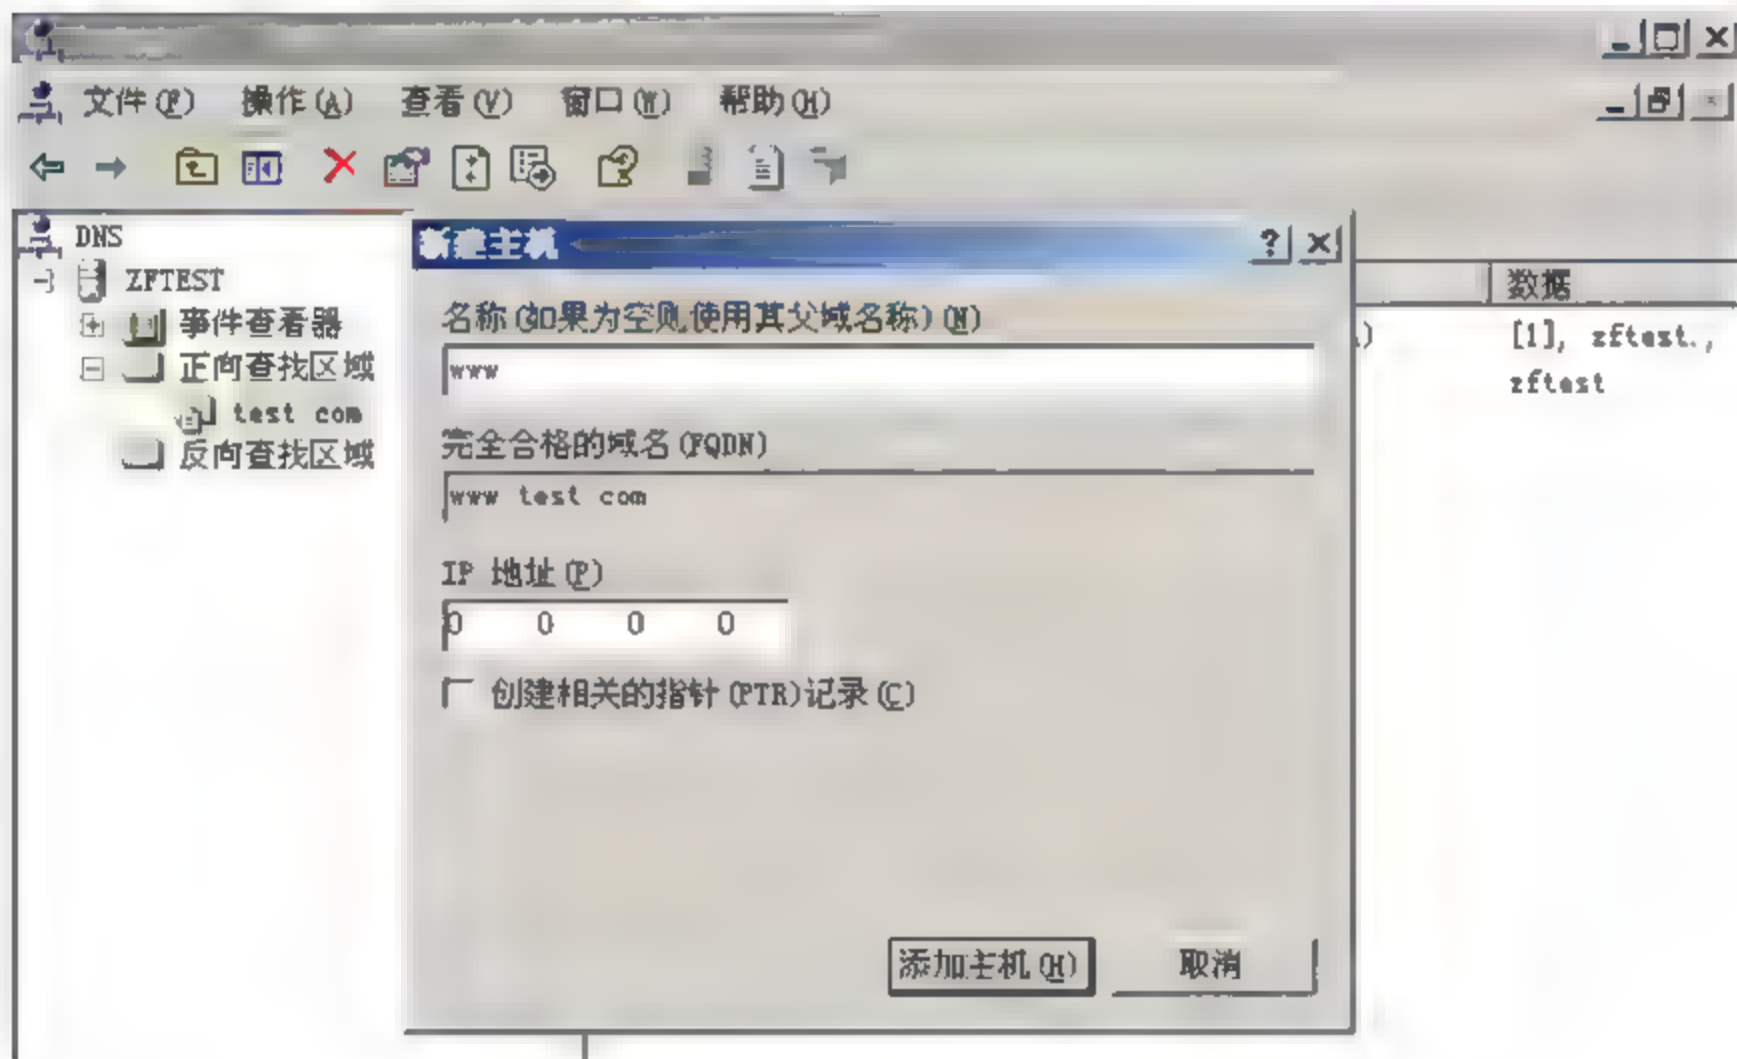 文件(F) 操作(A) 查看(V) 窗口(W) 帮助(H)
DNS
ZFTEST
事件查看器
正向查找区域
test com
反向查找区域
新建主机
名称(如果为空则使用其父域名称)(N)
www
完全合格的域名(FQDN)
www test com
IP 地址(P)
0 0 0 0
创建相关的指针(PTR)记录(C)
添加主机(H) 取消
数据
)
[1], zftest.,
zftest